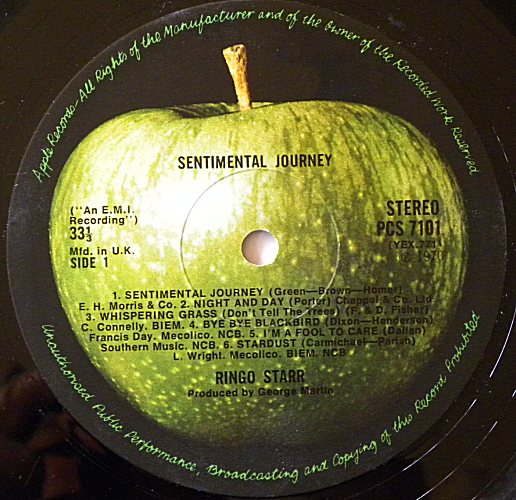 Apple Records—All Rights of the Manufacturer and of the Owner of the Recorded Work Reserved
SENTIMENTAL JOURNEY
("An E.M.I.
Recording")
33⅓
Mfd. in U.K.
SIDE 1
STEREO
PCS 7101
(YEX.771)
℗ 1970
1. SENTIMENTAL JOURNEY (Green—Brown—Homer)
E. H. Morris & Co. 2. NIGHT AND DAY (Porter) Chappel & Co. Ltd.
3. WHISPERING GRASS (Don't Tell The Trees) (F. & D. Fisher)
C. Connelly. BIEM. 4. BYE BYE BLACKBIRD (Dixon—Henderson)
Francis Day. Mecolico. NCB. 5. I'M A FOOL TO CARE (Dallan)
Southern Music. NCB. 6. STARDUST (Carmichael—Parish)
L. Wright. Mecolico. BIEM. NCB.
RINGO STARR
Produced by George Martin
Unauthorised Public Performance, Broadcasting and Copying of this Record Prohibited